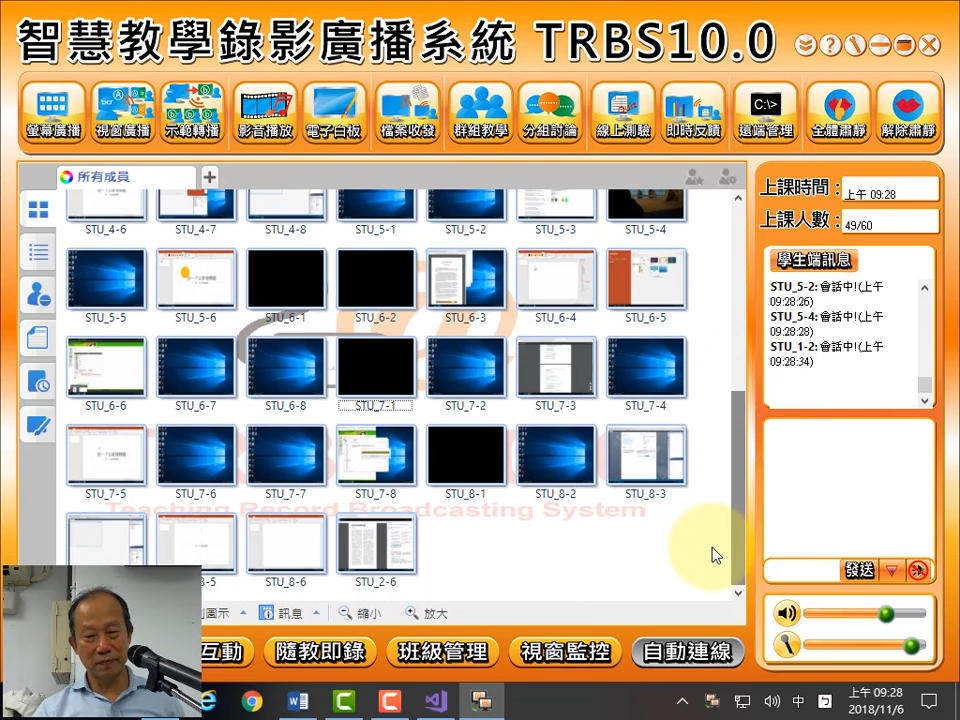 智慧教學錄影廣播系統 TRBS10.0
螢幕廣播 視窗廣播 示範轉播 影音播放 電子白板 檔案收發 群組教學 分組討論 線上測驗 即時反饋 遠端管理 全體肅靜 解除肅靜
C:\>
所有成員
上課時間：上午 09:28
上課人數：49/60
STU_4-6 STU_4-7 STU_4-8 STU_5-1 STU_5-2 STU_5-3 STU_5-4
STU_5-5 STU_5-6 STU_6-1 STU_6-2 STU_6-3 STU_6-4 STU_6-5
STU_6-6 STU_6-7 STU_6-8 STU_7-1 STU_7-2 STU_7-3 STU_7-4
STU_7-5 STU_7-6 STU_7-7 STU_7-8 STU_8-1 STU_8-2 STU_8-3
Teaching Record Broadcasting System
8-5 STU_8-6 STU_2-6
學生端訊息
STU_5-2: 會話中!(上午
09:28:26)
STU_5-4: 會話中!(上午
09:28:28)
STU_1-2: 會話中!(上午
09:28:34)
發送
圖示 訊息 縮小 放大
互動 隨教即錄 班級管理 視窗監控 自動連線
中
上午 09:28
2018/11/6